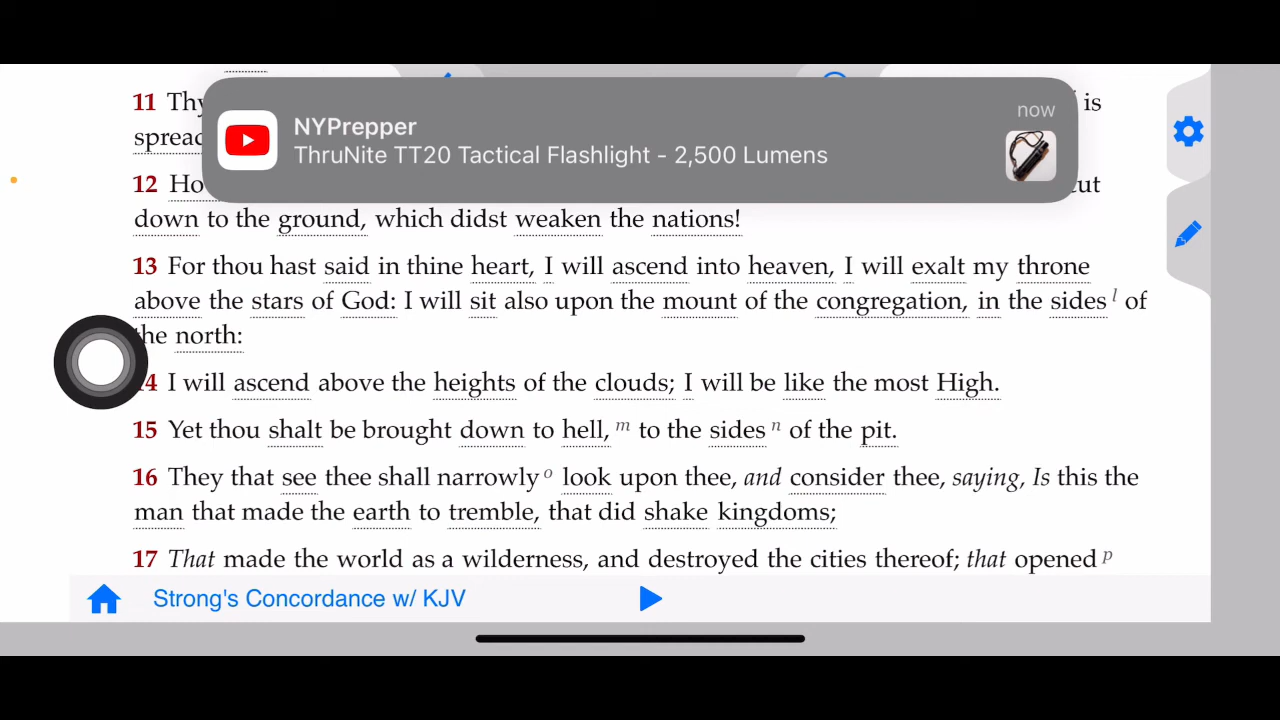 NYPrepper
now
ThruNite TT20 Tactical Flashlight - 2,500 Lumens
11 Thy is
spread
12 Ho cut
down to the ground, which didst weaken the nations!
13 For thou hast said in thine heart, I will ascend into heaven, I will exalt my throne
above the stars of God: I will sit also upon the mount of the congregation, in the sides l of
the north:
14 I will ascend above the heights of the clouds; I will be like the most High.
15 Yet thou shalt be brought down to hell, m to the sides n of the pit.
16 They that see thee shall narrowly o look upon thee, and consider thee, saying, Is this the
man that made the earth to tremble, that did shake kingdoms;
17 That made the world as a wilderness, and destroyed the cities thereof; that opened p
Strong's Concordance w/ KJV